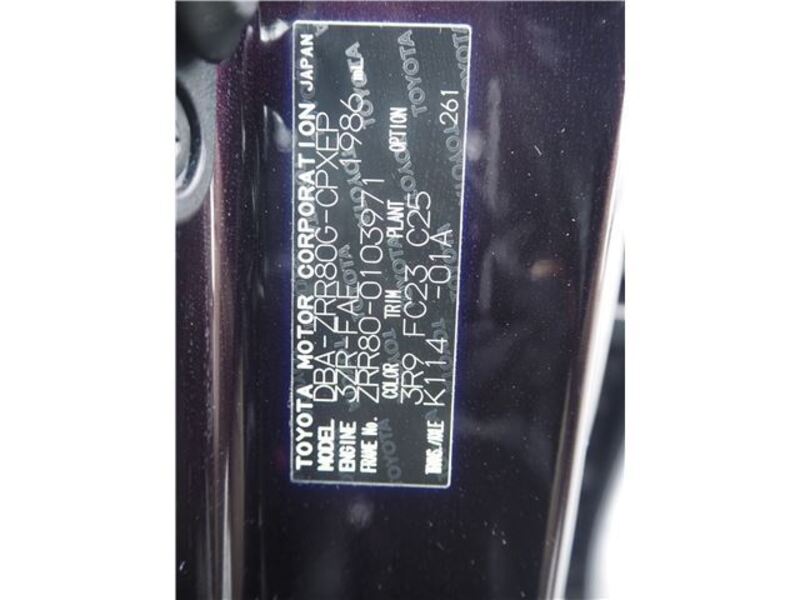 TOYOTA MOTOR CORPORATION JAPAN
MODEL DBA-ZRR80G-CPXEP
ENGINE 3ZR-FAE 1986 mL
FRAME No. ZRR80-0103971
COLOR TRIM PLANT OPTION
3R9 FC23 C25 261
TRANS./AXLE K114 -01A